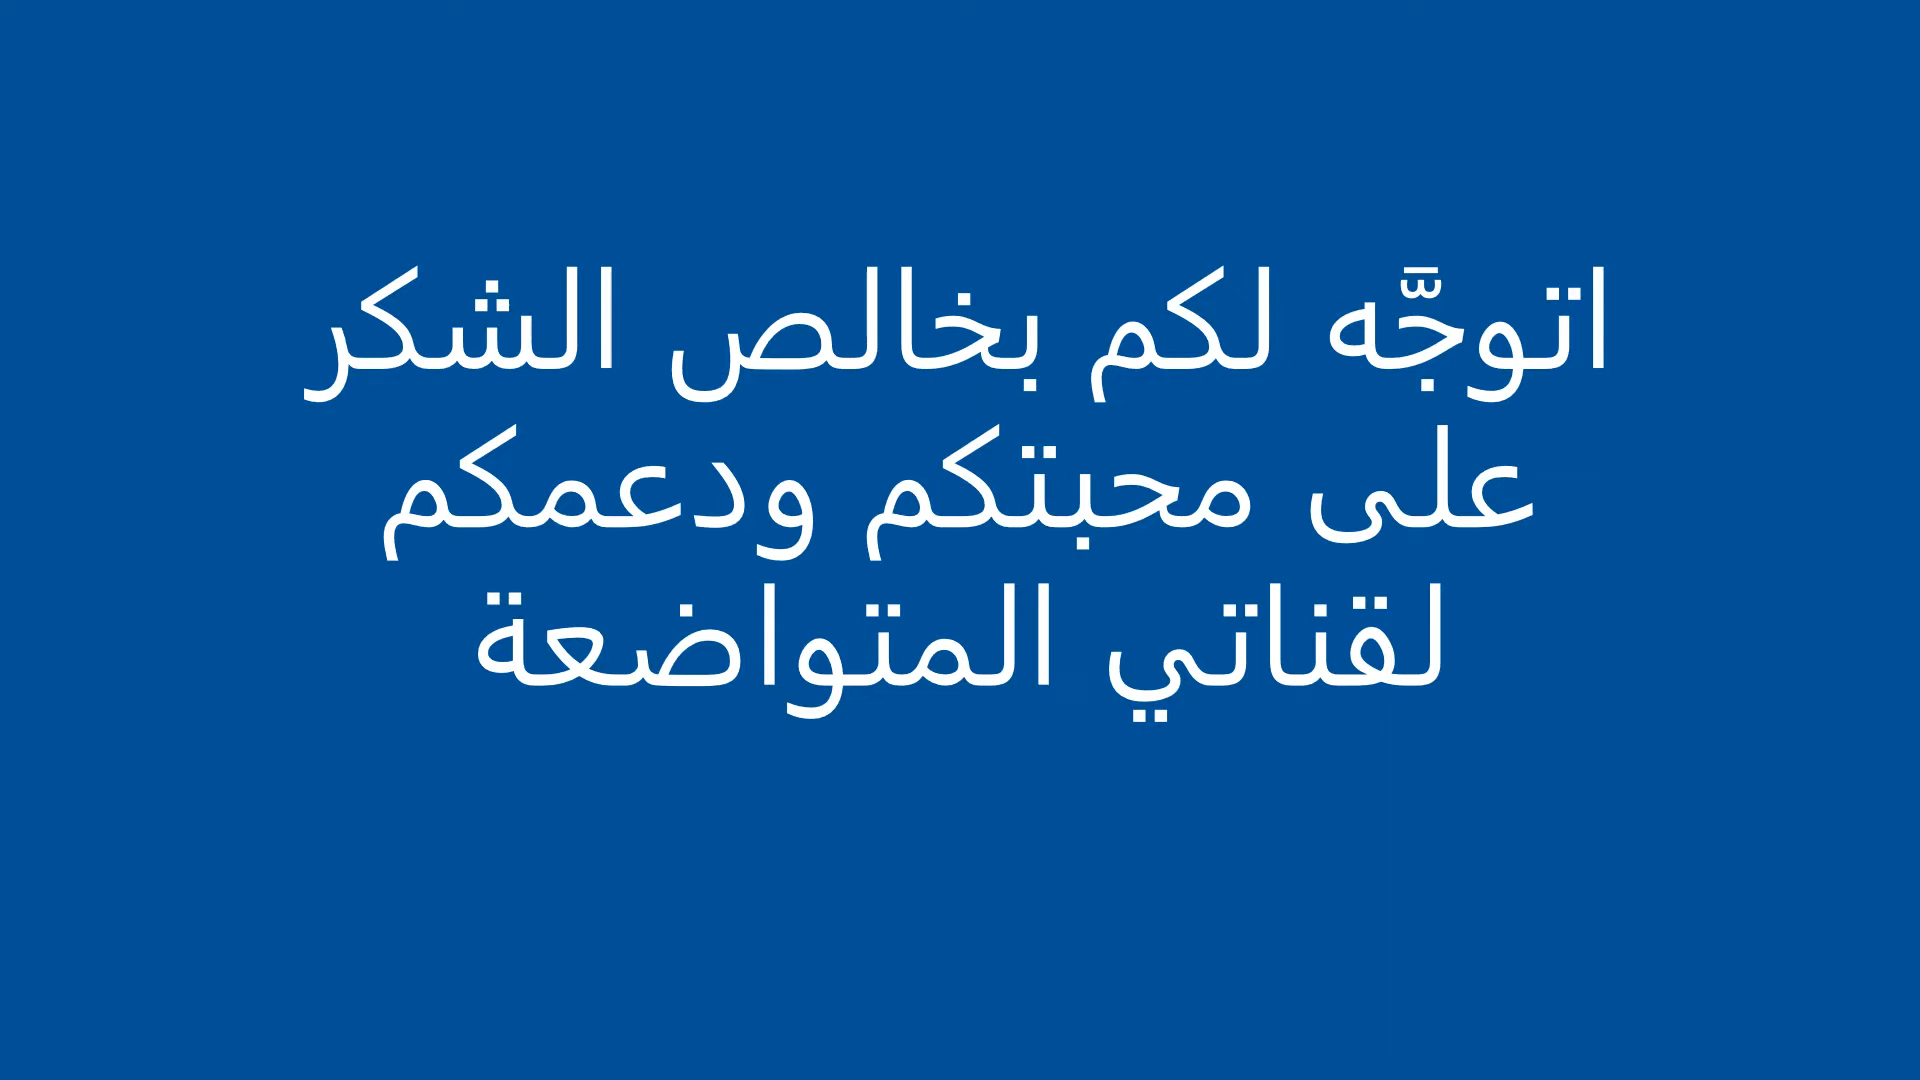 اتوجَّه لكم بخالص الشكر
على محبتكم ودعمكم
لقناتي المتواضعة